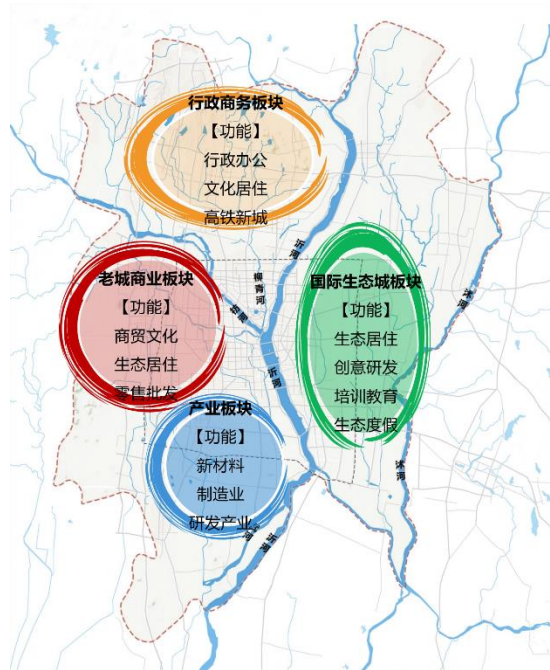 行政商务板块
【功能】
行政办公
文化居住
高铁新城
老城商业板块
【功能】
商贸文化
生态居住
零售批发
国际生态城板块
【功能】
生态居住
创意研发
培训教育
生态度假
产业板块
【功能】
新材料
制造业
研发产业
沂河
柳青河
沭河
沂河
沭河
沂河